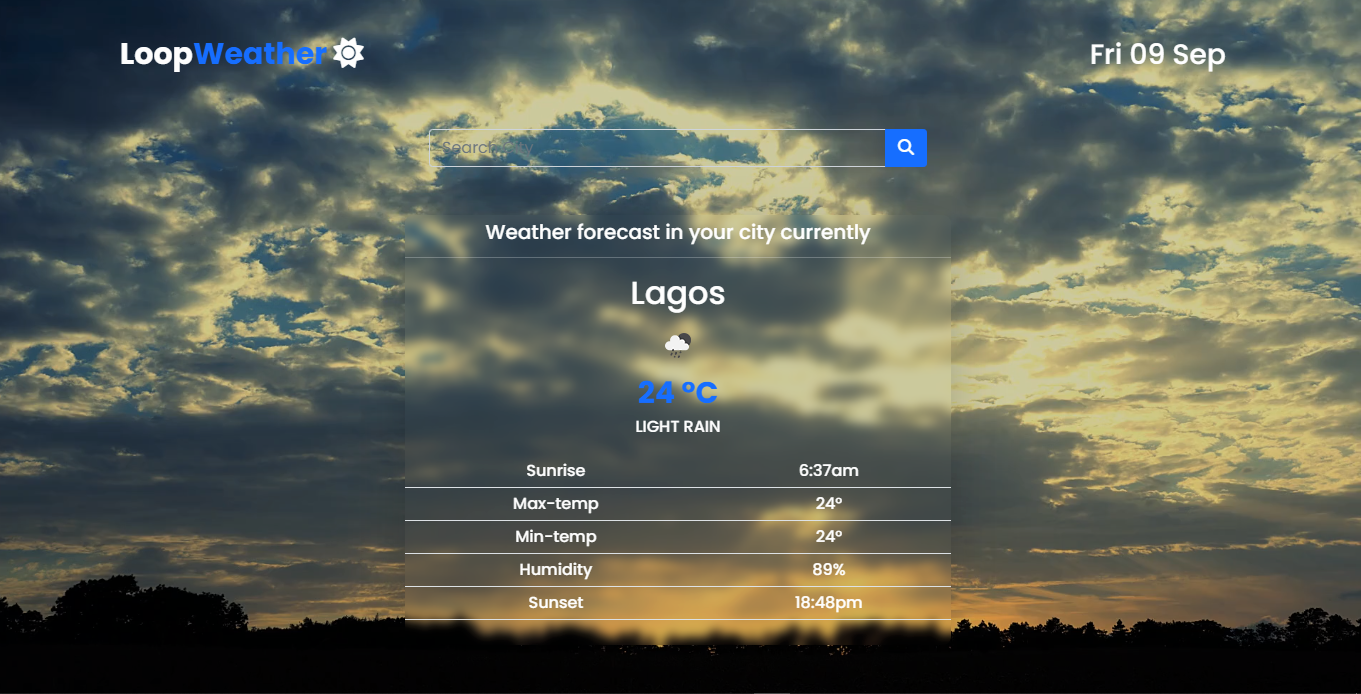 LoopWeather
Fri 09 Sep
Search City
Weather forecast in your city currently
Lagos
24 °C
LIGHT RAIN
Sunrise 6:37am
Max-temp 24°
Min-temp 24°
Humidity 89%
Sunset 18:48pm